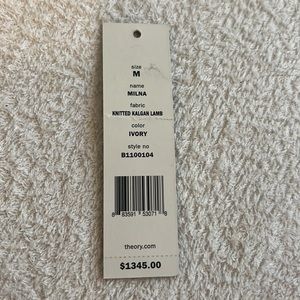 size
M
name
MILNA
fabric
KNITTED KALGAN LAMB
color
IVORY
style no
B1100104
8 83591 53071 8
theory.com
$1345.00